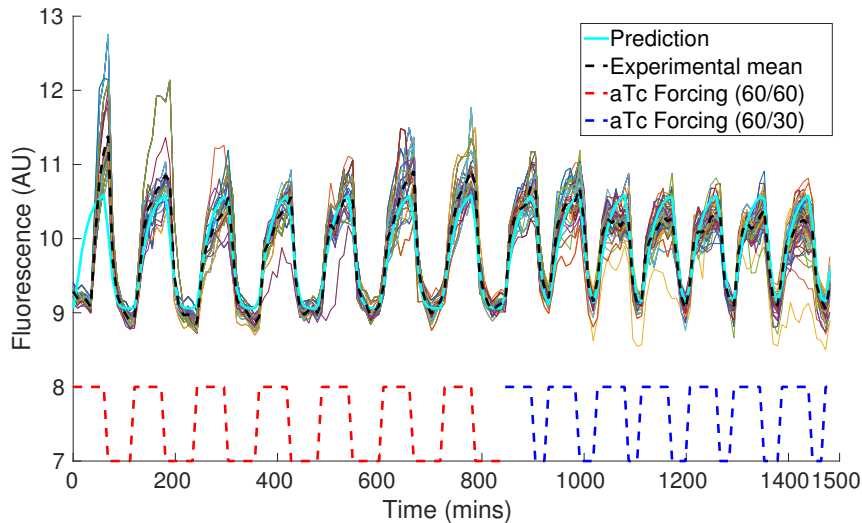 13
12
11
10
9
8
7
Fluorescence (AU)
Prediction
Experimental mean
aTc Forcing (60/60)
aTc Forcing (60/30)
0 200 400 600 800 1000 1200 1400 1500
Time (mins)